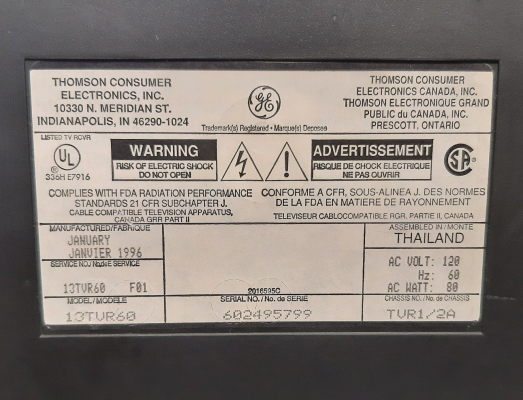 THOMSON CONSUMER
ELECTRONICS, INC.
10330 N. MERIDIAN ST.
INDIANAPOLIS, IN 46290-1024
GE
Trademark(s) Registered • Marque(s) Deposee
THOMSON CONSUMER
ELECTRONICS CANADA, INC.
THOMSON ELECTRONIQUE GRAND
PUBLIC du CANADA, INC.
PRESCOTT, ONTARIO
LISTED TV RCVR
UL
336H E7916
WARNING
RISK OF ELECTRIC SHOCK
DO NOT OPEN
ADVERTISSEMENT
RISQUE DE CHOCK ELECTRIQUE
NE PAS OUVRIR
COMPLIES WITH FDA RADIATION PERFORMANCE
STANDARDS 21 CFR SUBCHAPTER J.
CABLE COMPATIBLE TELEVISION APPARATUS,
CANADA GRR PART II
CONFORME A CFR, SOUS-ALINEA J. DES NORMES
DE LA FDA EN MATIERE DE RAYONNEMENT
TELEVISEUR CABLOCOMPATIBLE RGR, PARTIE II, CANADA
MANUFACTURED/FABRIQUE
JANUARY
JANVIER 1996
ASSEMBLED IN/MONTE
THAILAND
SERVICE NO./No. de SERVICE
13TVR60 F01
2016595C
AC VOLT: 120
Hz: 60
AC WATT: 80
MODEL/MODELE
13TVR60
SERIAL NO./No. de SERIE
602495799
CHASSIS NO./No. de CHASSIS
TVR1/2A